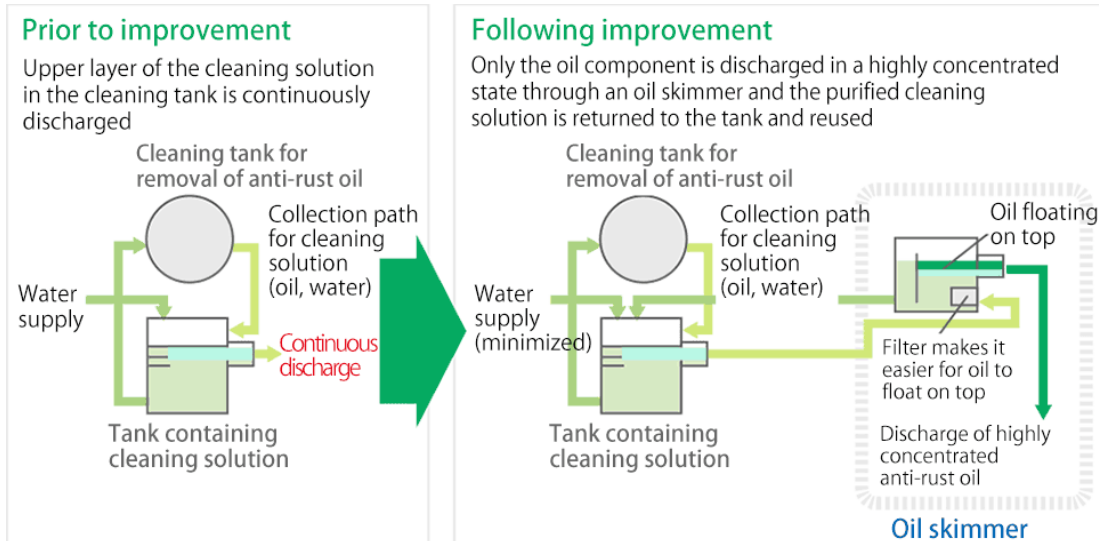 Prior to improvement
Upper layer of the cleaning solution
in the cleaning tank is continuously
discharged
Cleaning tank for
removal of anti-rust oil
Collection path
for cleaning
solution
(oil, water)
Water
supply
Continuous
discharge
Tank containing
cleaning solution
Following improvement
Only the oil component is discharged in a highly concentrated
state through an oil skimmer and the purified cleaning
solution is returned to the tank and reused
Cleaning tank for
removal of anti-rust oil
Collection path
for cleaning
solution
(oil, water)
Oil floating
on top
Water
supply
(minimized)
Filter makes it
easier for oil to
float on top
Tank containing
cleaning solution
Discharge of highly
concentrated
anti-rust oil
Oil skimmer